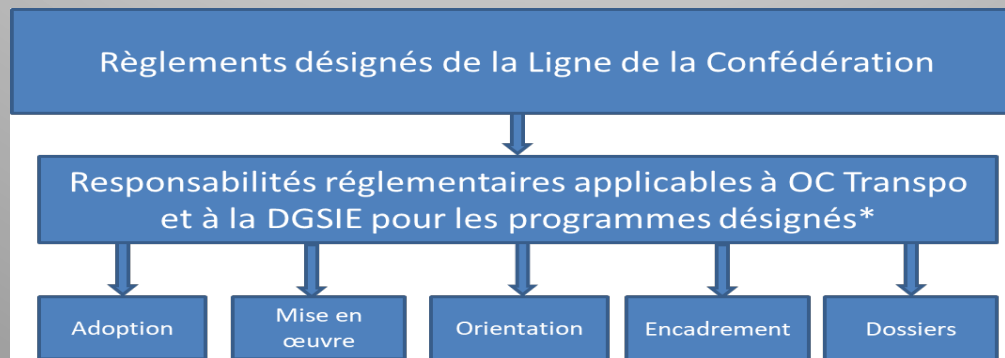 Règlements désignés de la Ligne de la Confédération
Responsabilités réglementaires applicables à OC Transpo
et à la DGSIE pour les programmes désignés*
Adoption
Mise en
œuvre
Orientation
Encadrement
Dossiers